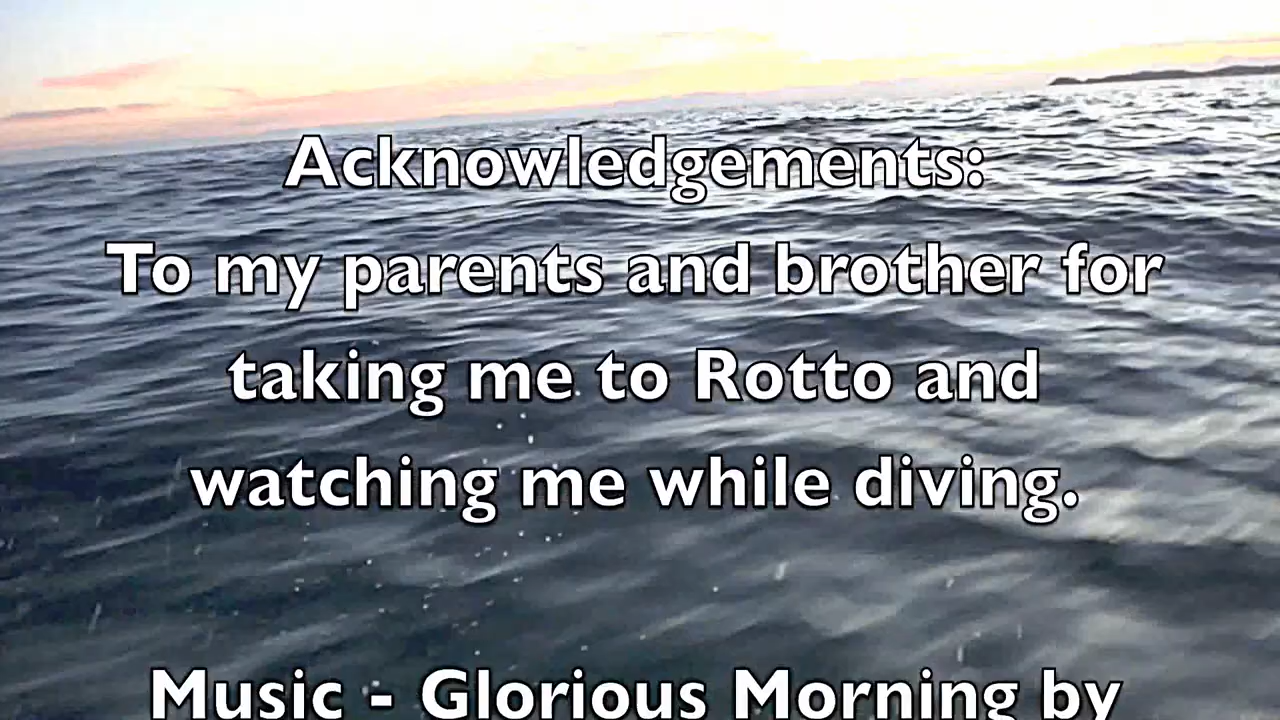 Acknowledgements:
To my parents and brother for
taking me to Rotto and
watching me while diving.
Music - Glorious Morning by